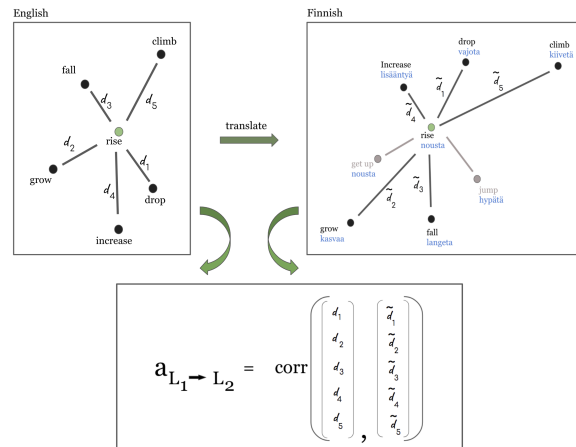 English
climb
fall
d5
d3
rise
d2
d1
grow
d4
drop
increase
translate
Finnish
drop
vajota
climb
kiivetä
Increase
lisääntyä
d̃1
d̃5
d̃4
rise
nousta
get up
nousta
d̃3
d̃2
jump
hypätä
grow
kasvaa
fall
langeta
a L1 → L2 = corr
d1
d2
d3
d4
d5
,
d̃1
d̃2
d̃3
d̃4
d̃5